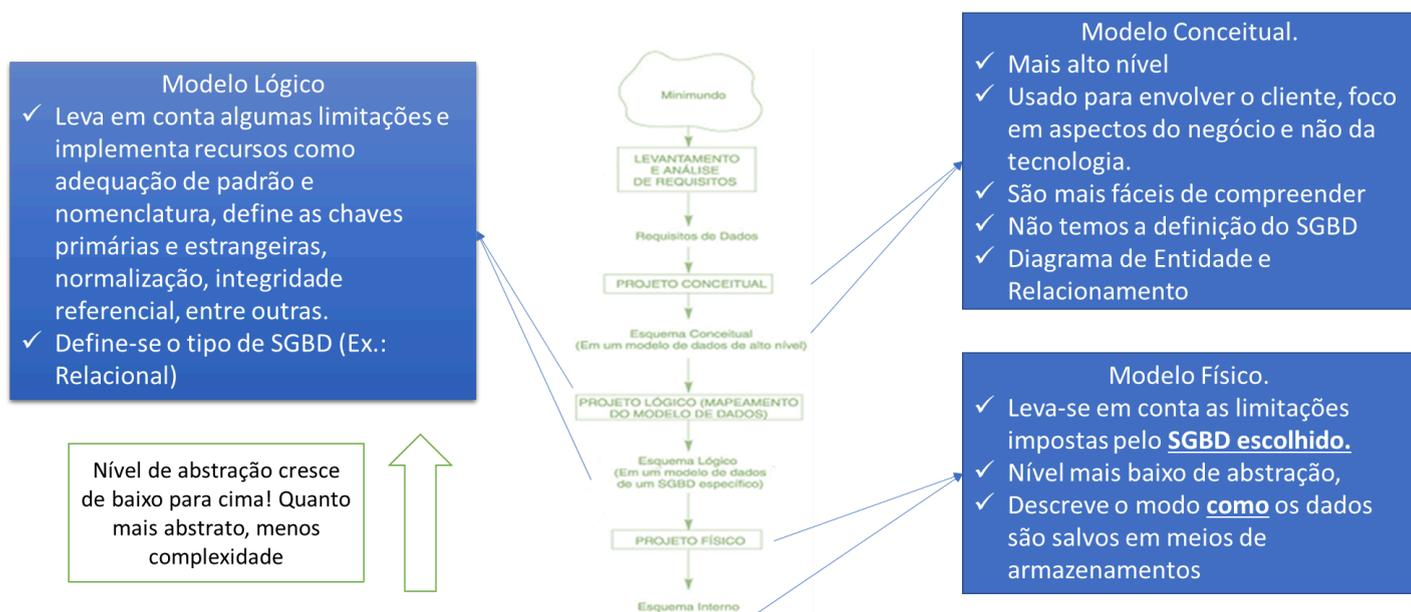 Modelo Lógico
✓ Leva em conta algumas limitações e
implementa recursos como
adequação de padrão e
nomenclatura, define as chaves
primárias e estrangeiras,
normalização, integridade
referencial, entre outras.
✓ Define-se o tipo de SGBD (Ex.:
Relacional)
Nível de abstração cresce
de baixo para cima! Quanto
mais abstrato, menos
complexidade
Minimundo
LEVANTAMENTO
E ANÁLISE
DE REQUISITOS
Requisitos de Dados
PROJETO CONCEITUAL
Esquema Conceitual
(Em um modelo de dados de alto nível)
PROJETO LÓGICO (MAPEAMENTO
DO MODELO DE DADOS)
Esquema Lógico
(Em um modelo de dados
de um SGBD específico)
PROJETO FÍSICO
Esquema Interno
Modelo Conceitual.
✓ Mais alto nível
✓ Usado para envolver o cliente, foco
em aspectos do negócio e não da
tecnologia.
✓ São mais fáceis de compreender
✓ Não temos a definição do SGBD
✓ Diagrama de Entidade e
Relacionamento
Modelo Físico.
✓ Leva-se em conta as limitações
impostas pelo SGBD escolhido.
✓ Nível mais baixo de abstração,
✓ Descreve o modo como os dados
são salvos em meios de
armazenamentos